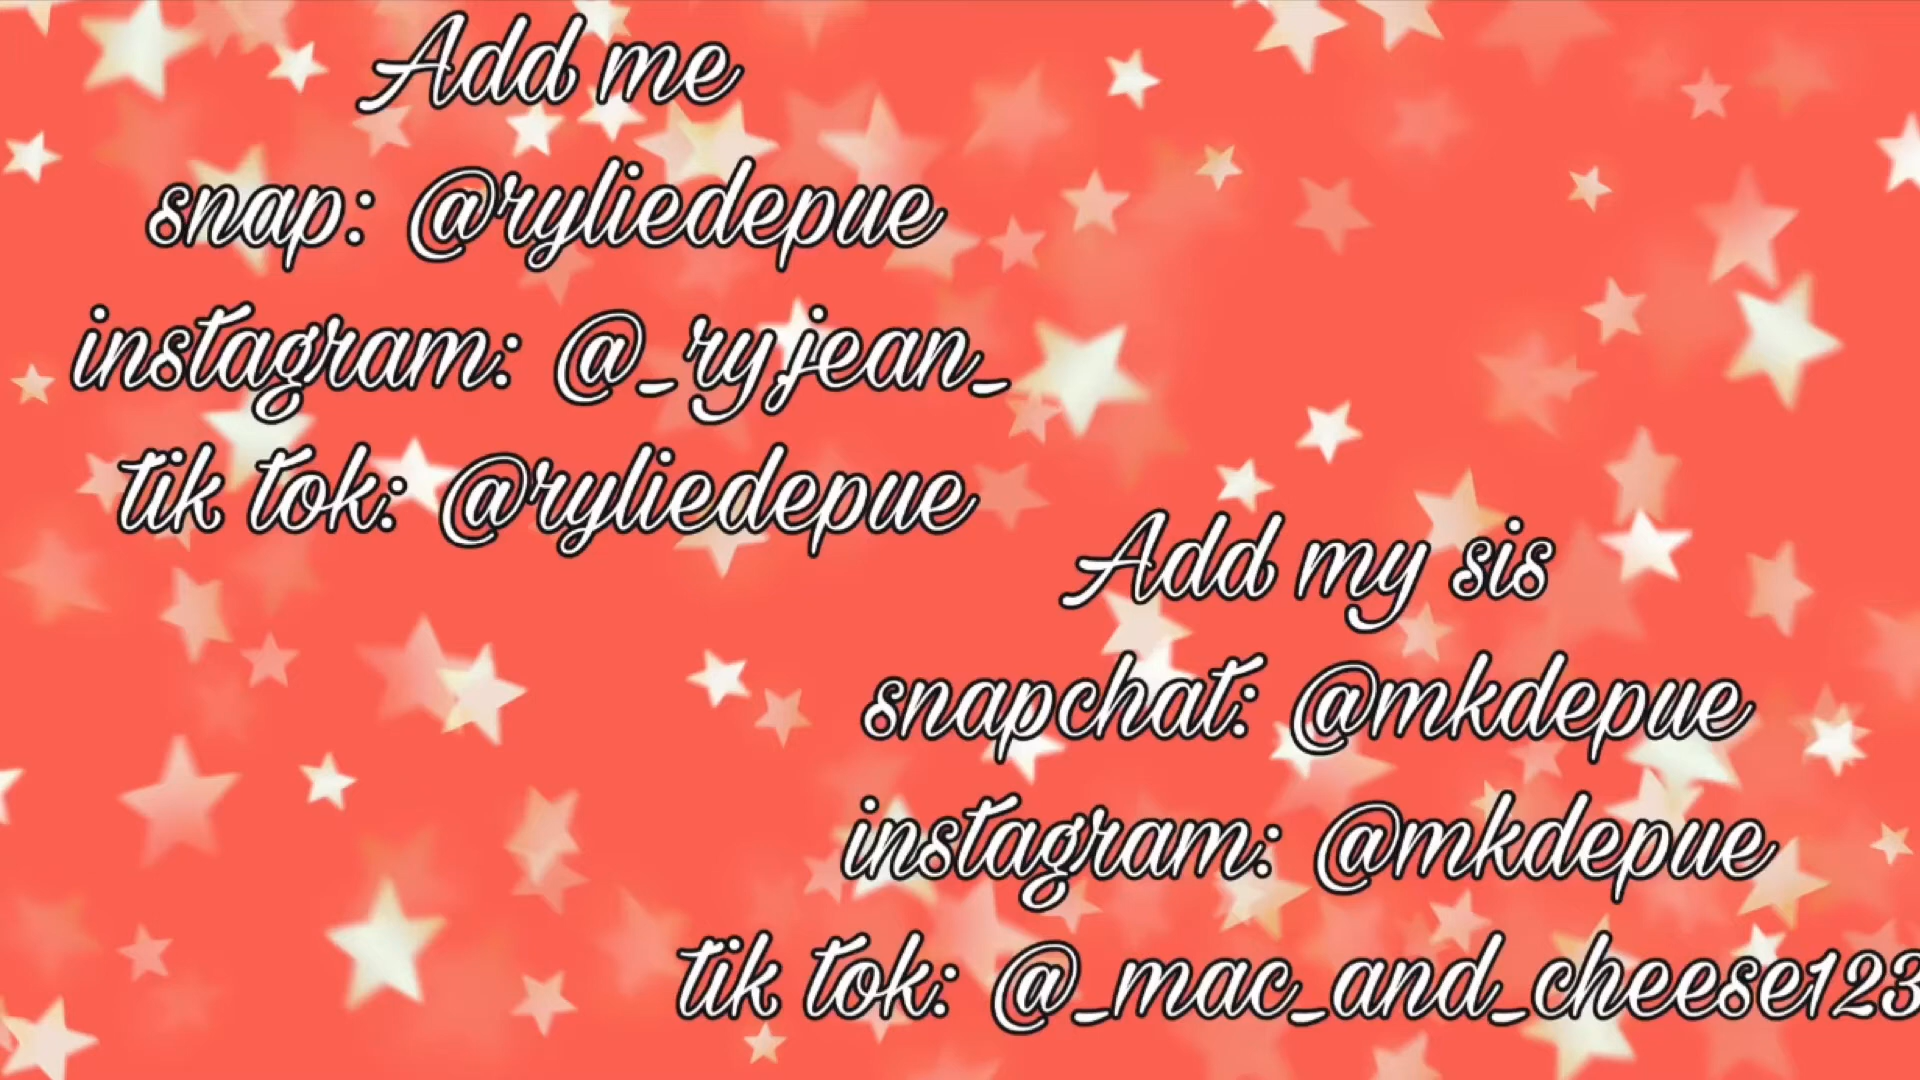 Add me
snap: @ryliedepue
instagram: @_ryjean_
tik tok: @ryliedepue
Add my sis
snapchat: @mkdepue
instagram: @mkdepue
tik tok: @_mac_and_cheese123